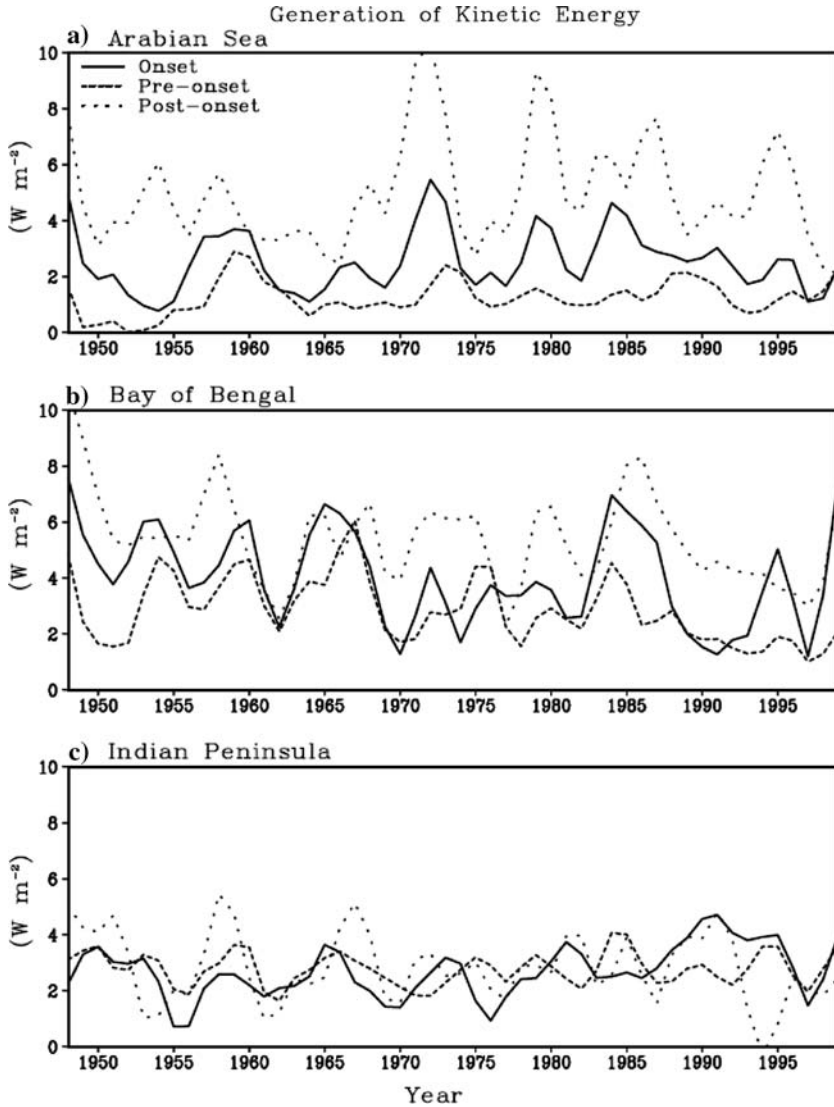 Generation of Kinetic Energy
a) Arabian Sea
10
8
6
4
2
0
(W m⁻²)
Onset
Pre-onset
Post-onset
1950 1955 1960 1965 1970 1975 1980 1985 1990 1995
b) Bay of Bengal
10
8
6
4
2
0
(W m⁻²)
1950 1955 1960 1965 1970 1975 1980 1985 1990 1995
c) Indian Peninsula
10
8
6
4
2
0
(W m⁻²)
1950 1955 1960 1965 1970 1975 1980 1985 1990 1995
Year